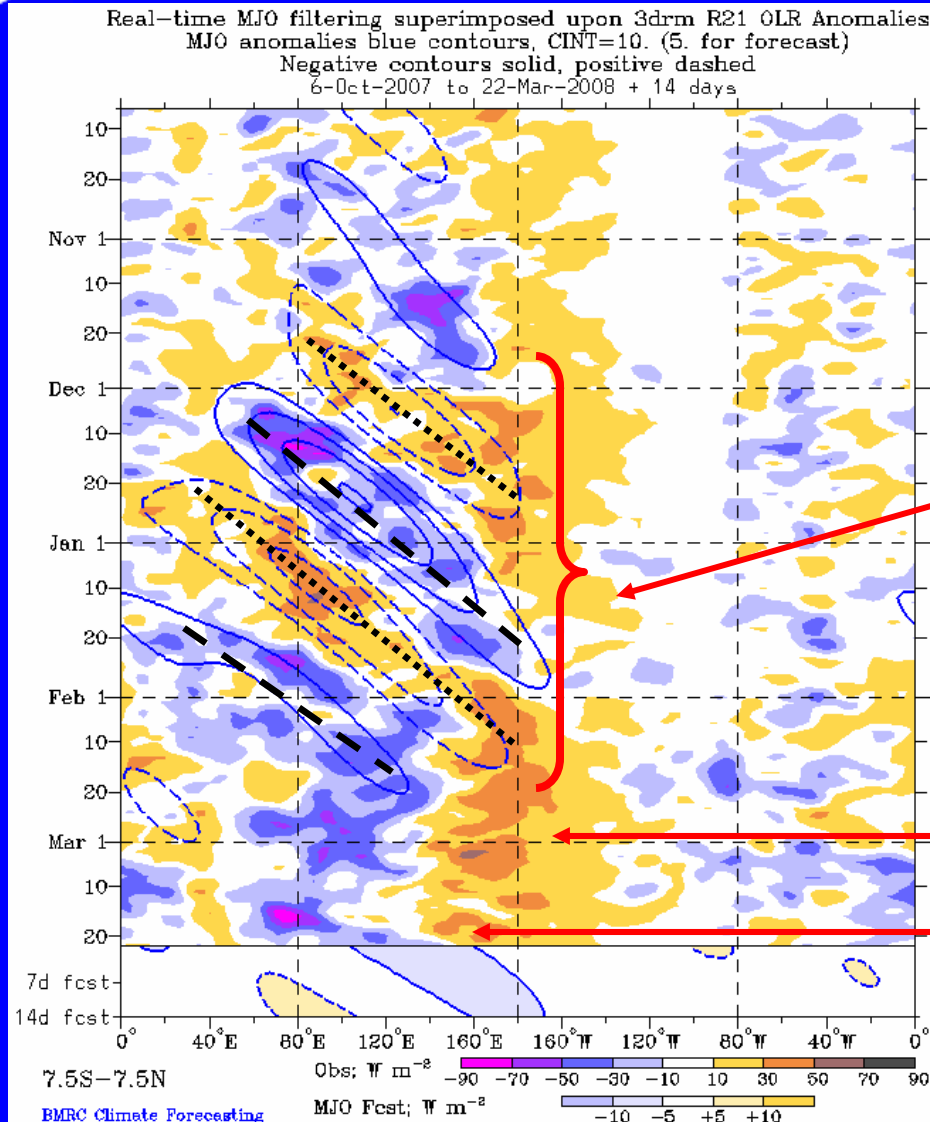 Real-time MJO filtering superimposed upon 3drm R21 OLR Anomalies
MJO anomalies blue contours, CINT=10. (5. for forecast)
Negative contours solid, positive dashed
6-Oct-2007 to 22-Mar-2008 + 14 days
10
20
Nov 1
10
20
Dec 1
10
20
Jan 1
10
20
Feb 1
10
20
Mar 1
10
20
7d fcst
14d fcst
0° 40°E 80°E 120°E 160°E 160°W 120°W 80°W 40°W 0°
7.5S-7.5N
Obs; W m-2
-90 -70 -50 -30 -10 10 30 50 70 90
MJO Fcst; W m-2
-10 -5 +5 +10
BMRC Climate Forecasting